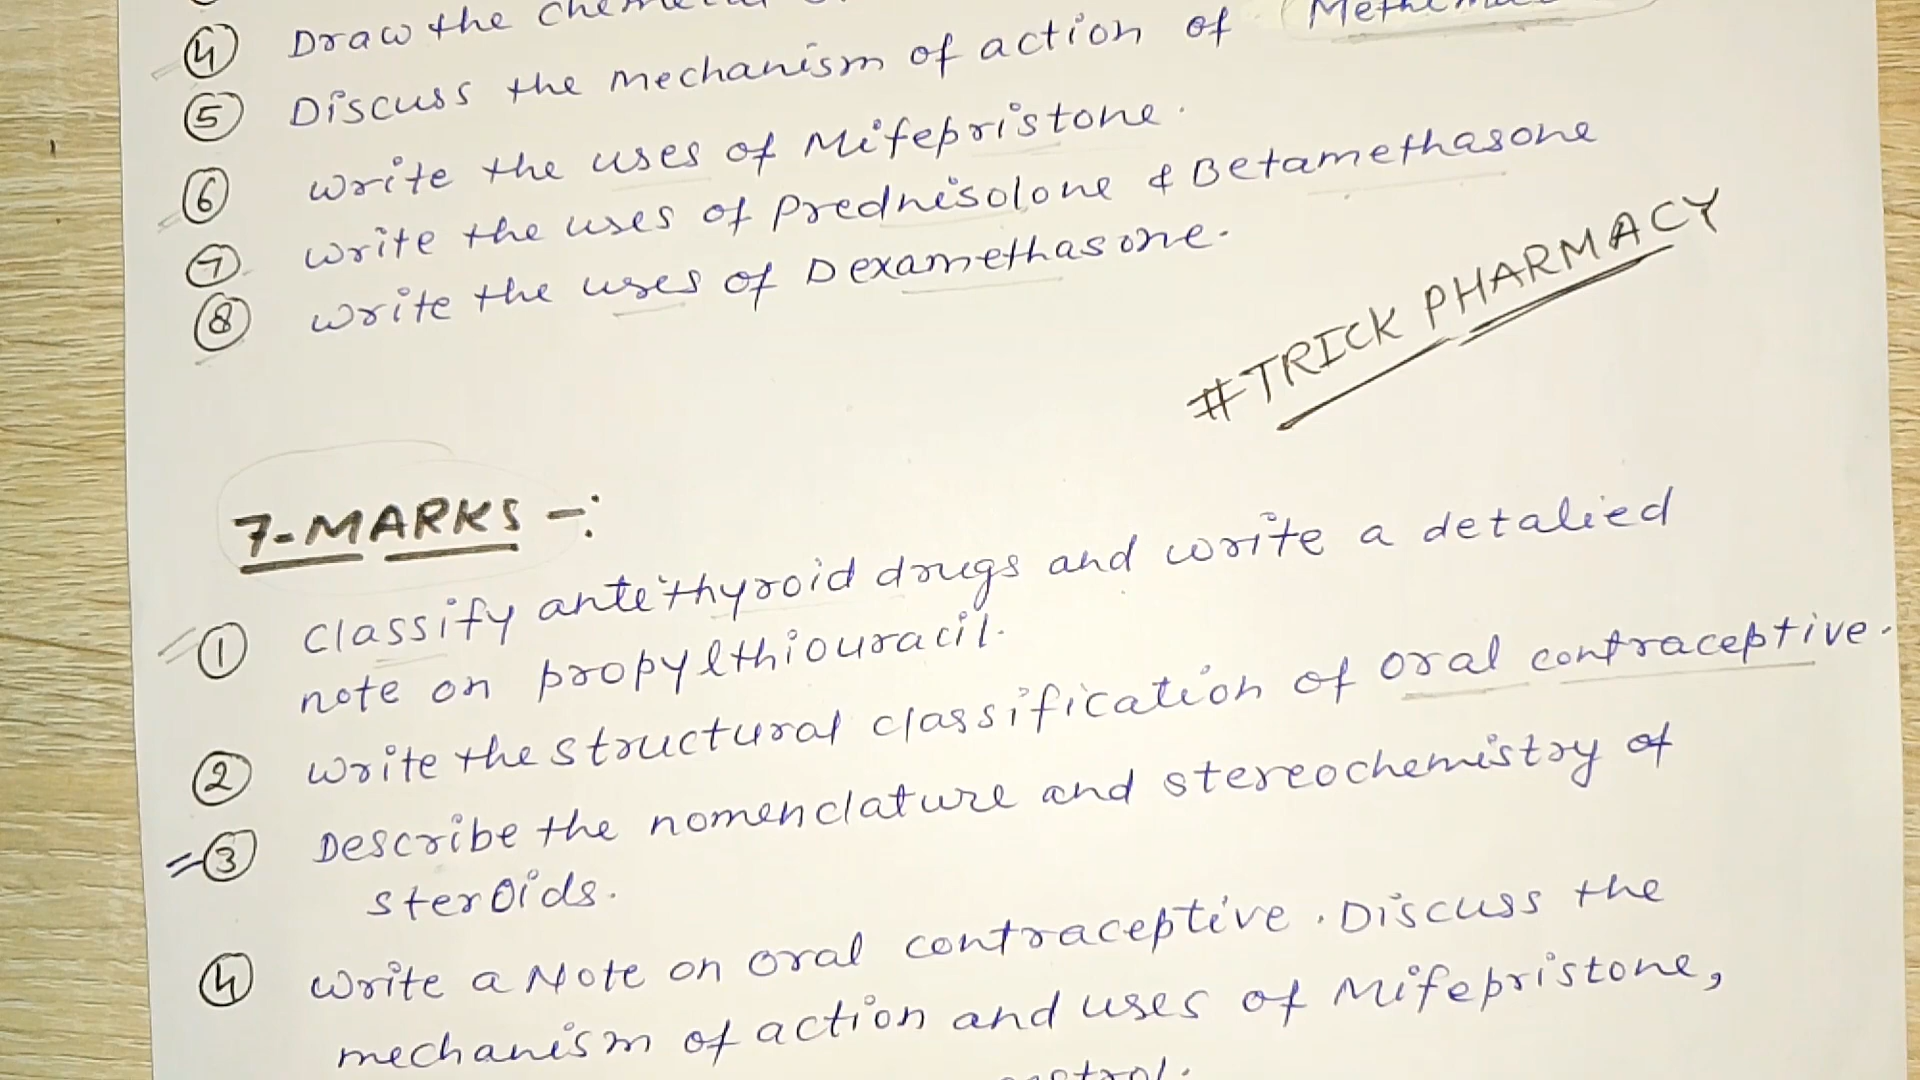 4 Draw the
5 Discuss the mechanism of action of
6 write the uses of Mifepristone.
7 write the uses of prednisolone & Betamethasone
8 write the uses of Dexamethasone.
#TRICK PHARMACY
7-MARKS -:
1 classify antithyroid drugs and write a detalied
note on propylthiouracil.
2 write the structural classification of oral contraceptive.
3 Describe the nomenclature and stereochemistry of
steroids.
4 write a Note on oral contraceptive. Discuss the
mechanism of action and uses of Mifepristone,